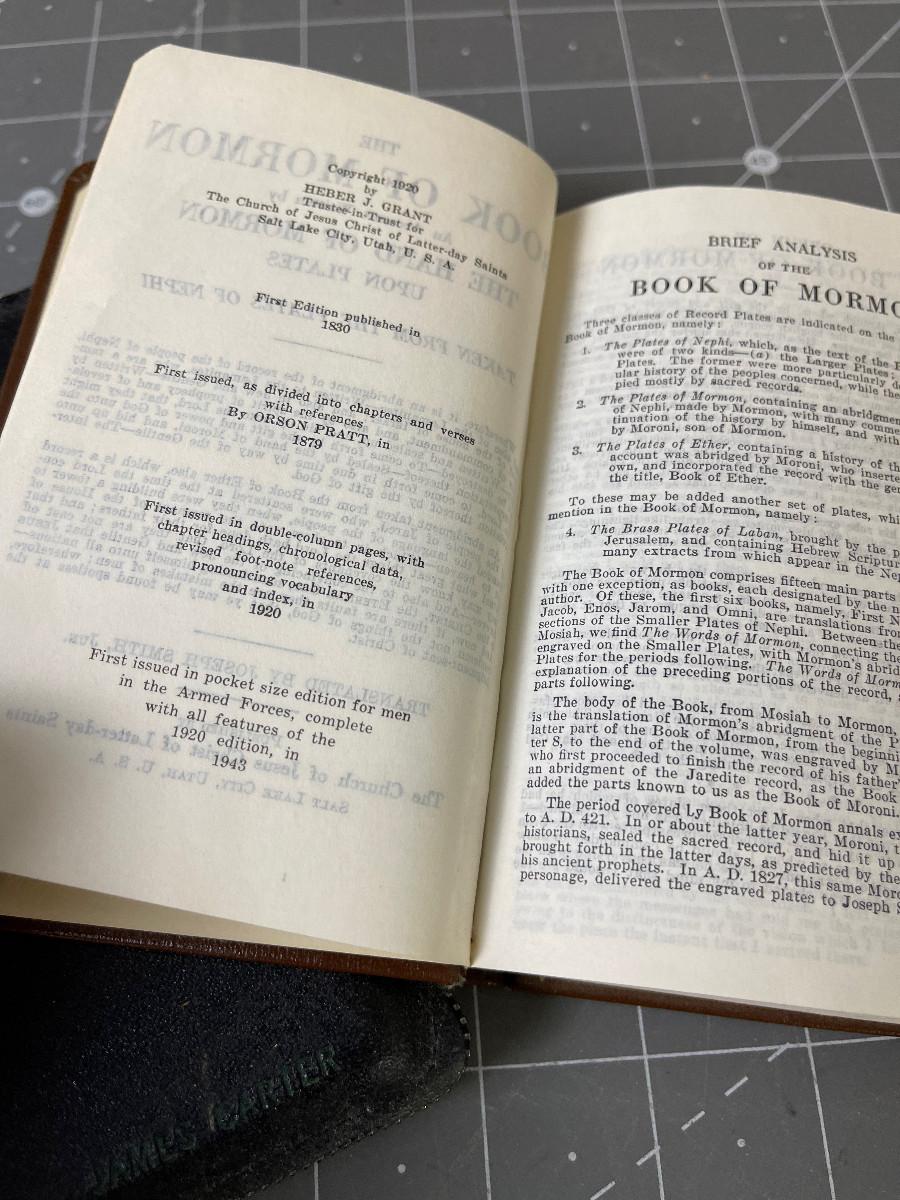 Copyright 1920
by
HEBER J. GRANT
Trustee-in-Trust for
The Church of Jesus Christ of Latter-day Saints
Salt Lake City, Utah, U. S. A.
First Edition published in
1830
First issued, as divided into chapters and verses
with references,
By ORSON PRATT, in
1879
First issued in double-column pages, with
chapter headings, chronological data,
revised foot-note references,
pronouncing vocabulary
and index, in
1920
First issued in pocket size edition for men
in the Armed Forces, complete
with all features of the
1920 edition, in
1943
BRIEF ANALYSIS
OF THE
BOOK OF MORMO
Three classes of Record Plates are indicated on the
Book of Mormon, namely:
1. The Plates of Nephi, which, as the text of the
were of two kinds—(a) the Larger Plates;
Plates. The former were more particularly d
ular history of the peoples concerned, while the
pied mostly by sacred records.
2. The Plates of Mormon, containing an abridgme
of Nephi, made by Mormon, with many comme
tinuation of the history by himself, and with
by Moroni, son of Mormon.
3. The Plates of Ether, containing a history of th
account was abridged by Moroni, who inserte
own, and incorporated the record with the gen
the title, Book of Ether.
To these may be added another set of plates, whi
mention in the Book of Mormon, namely:
4. The Brass Plates of Laban, brought by the p
Jerusalem, and containing Hebrew Scriptur
many extracts from which appear in the Nep
The Book of Mormon comprises fifteen main parts
with one exception, as books, each designated by the n
author. Of these, the first six books, namely, First N
Jacob, Enos, Jarom, and Omni, are translations fro
sections of the Smaller Plates of Nephi. Between the
Mosiah, we find The Words of Mormon, connecting the
engraved on the Smaller Plates, with Mormon's abrid
Plates for the periods following. The Words of Morm
explanation of the preceding portions of the record,
parts following.
The body of the Book, from Mosiah to Mormon,
is the translation of Mormon's abridgment of the P
latter part of the Book of Mormon, from the beginni
ter 8, to the end of the volume, was engraved by M
who first proceeded to finish the record of his father'
an abridgment of the Jaredite record, as the Book
added the parts known to us as the Book of Moroni.
The period covered by Book of Mormon annals ex
to A. D. 421. In or about the latter year, Moroni, t
historians, sealed the sacred record, and hid it up
brought forth in the latter days, as predicted by the
his ancient prophets. In A. D. 1827, this same Moro
personage, delivered the engraved plates to Joseph S
JAMES CARTER